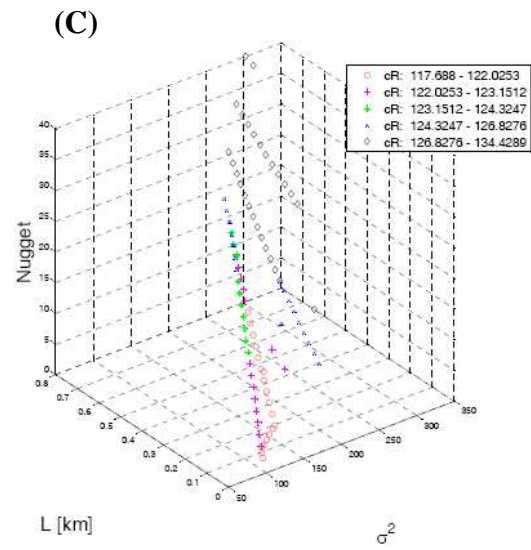 (C)
cR: 117.688 - 122.0253
cR: 122.0253 - 123.1512
cR: 123.1512 - 124.3247
cR: 124.3247 - 126.8276
cR: 126.8276 - 134.4289
40
35
30
25
20
15
10
5
0
Nugget
0.8
0.7
0.6
0.5
0.4
0.3
0.2
0.1
0
L [km]
50
100
150
200
250
300
350
σ²